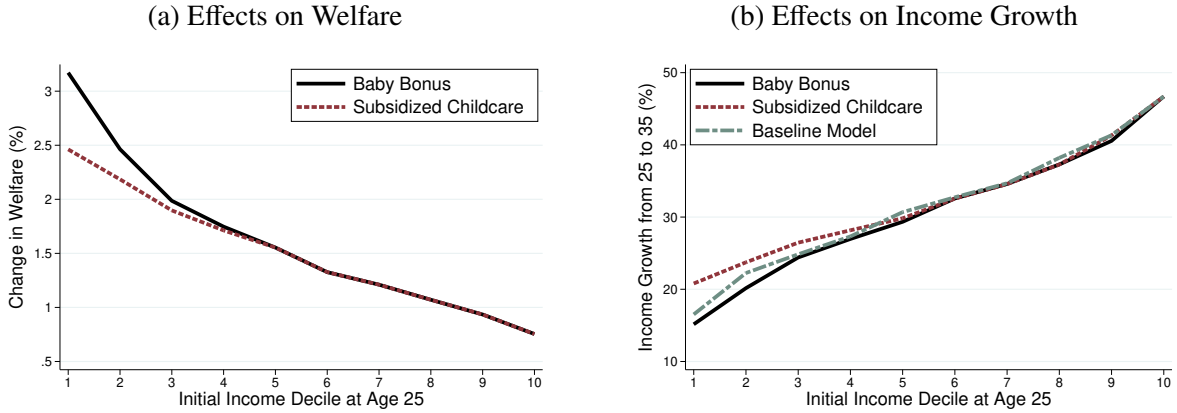 (a) Effects on Welfare
Change in Welfare (%)
3
2.5
2
1.5
1
.5
Baby Bonus
Subsidized Childcare
1 2 3 4 5 6 7 8 9 10
Initial Income Decile at Age 25
(b) Effects on Income Growth
Income Growth from 25 to 35 (%)
50
40
30
20
10
Baby Bonus
Subsidized Childcare
Baseline Model
1 2 3 4 5 6 7 8 9 10
Initial Income Decile at Age 25